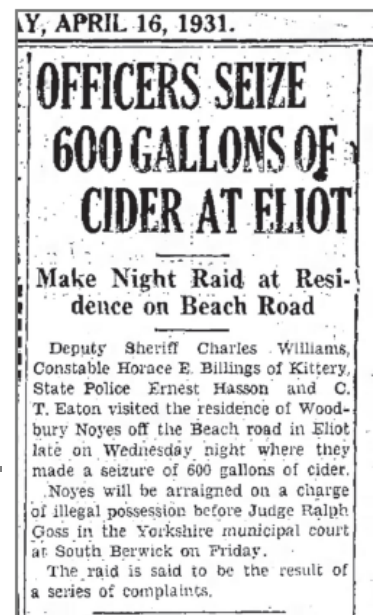 Y, APRIL 16, 1931.
OFFICERS SEIZE
600 GALLONS OF
CIDER AT ELIOT
Make Night Raid at Resi-
dence on Beach Road
Deputy Sheriff Charles Williams,
Constable Horace E. Billings of Kittery,
State Police Ernest Hasson and C.
T. Eaton visited the residence of Wood-
bury Noyes off the Beach road in Eliot
late on Wednesday night where they
made a seizure of 600 gallons of cider.
Noyes will be arraigned on a charge
of illegal possession before Judge Ralph
Goss in the Yorkshire municipal court
at South Berwick on Friday.
The raid is said to be the result of
a series of complaints.